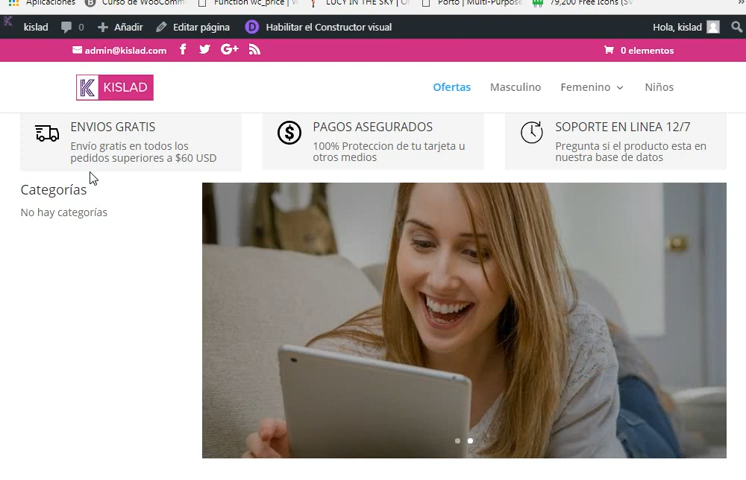 Aplicaciones
Curso de WooComm
Function wc_price | W
LUCY IN THE SKY | O
Porto | Multi-Purpose
79,200 Free Icons (SV
»
kislad 0 Añadir Editar página Habilitar el Constructor visual Hola, kislad
admin@kislad.com G+ 0 elementos
K KISLAD
Ofertas Masculino Femenino Niños
ENVIOS GRATIS
Envío gratis en todos los
pedidos superiores a $60 USD
PAGOS ASEGURADOS
100% Proteccion de tu tarjeta u
otros medios
SOPORTE EN LINEA 12/7
Pregunta si el producto esta en
nuestra base de datos
Categorías
No hay categorías